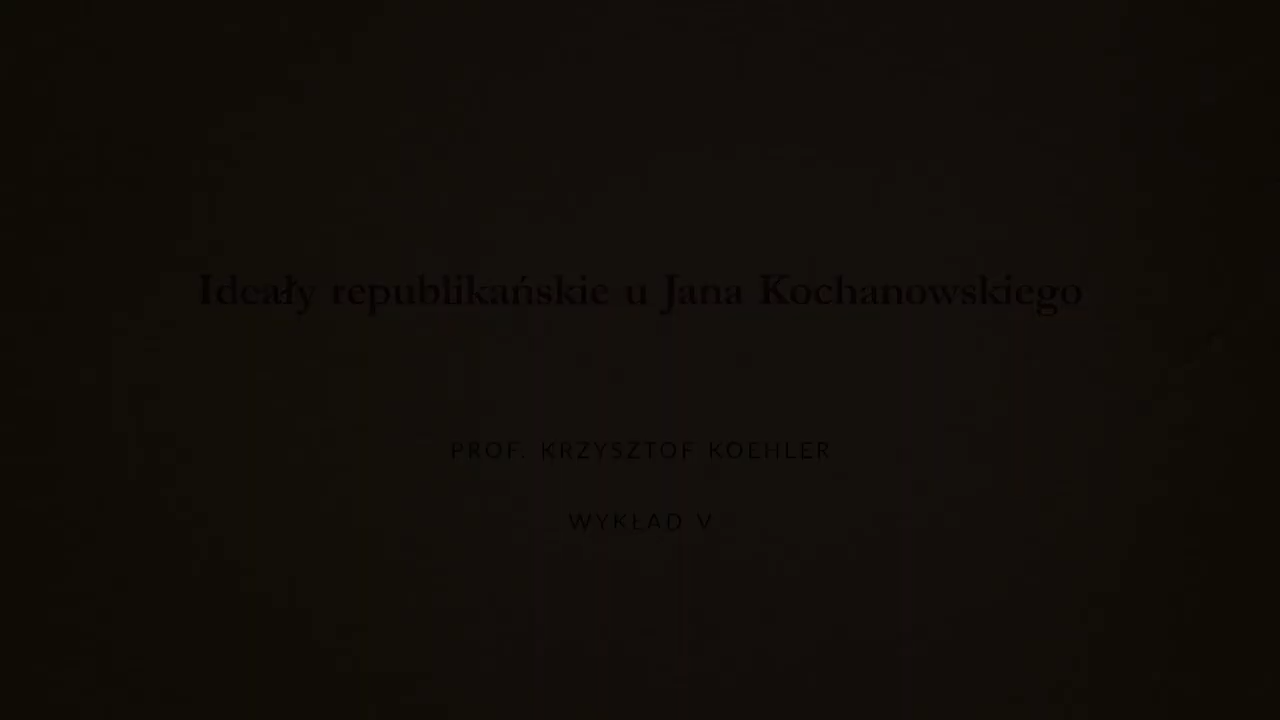 Ideały republikańskie u Jana Kochanowskiego
PROF. KRZYSZTOF KOEHLER
WYKŁAD V